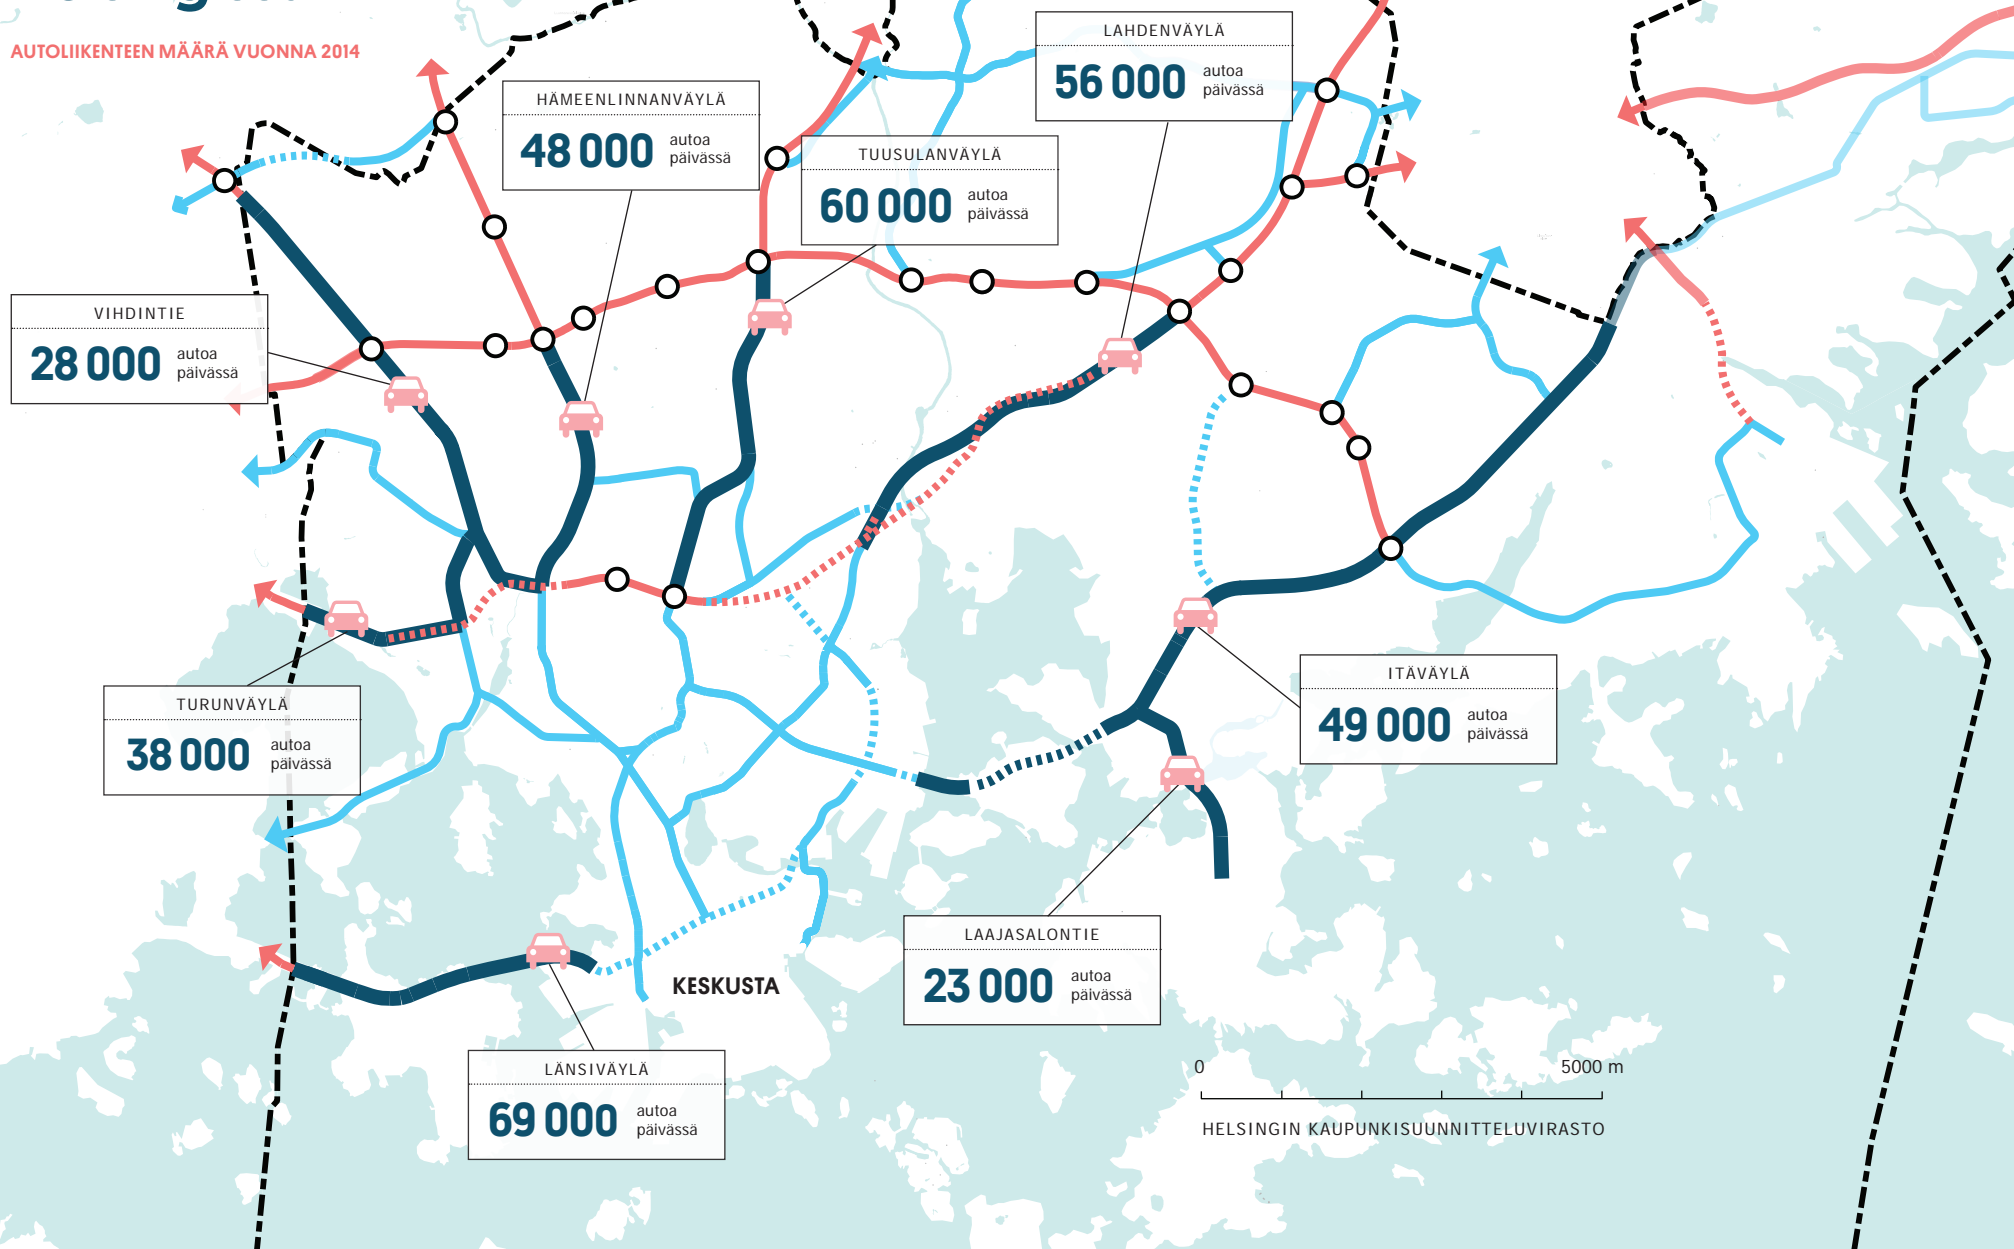 AUTOLIIKENTEEN MÄÄRÄ VUONNA 2014
LAHDENVÄYLÄ
56 000 autoa
päivässä
HÄMEENLINNANVÄYLÄ
48 000 autoa
päivässä
TUUSULANVÄYLÄ
60 000 autoa
päivässä
VIHDINTIE
28 000 autoa
päivässä
TURUNVÄYLÄ
38 000 autoa
päivässä
ITÄVÄYLÄ
49 000 autoa
päivässä
LAAJASALONTIE
23 000 autoa
päivässä
KESKUSTA
LÄNSIVÄYLÄ
69 000 autoa
päivässä
0 5000 m
HELSINGIN KAUPUNKISUUNNITTELUVIRASTO